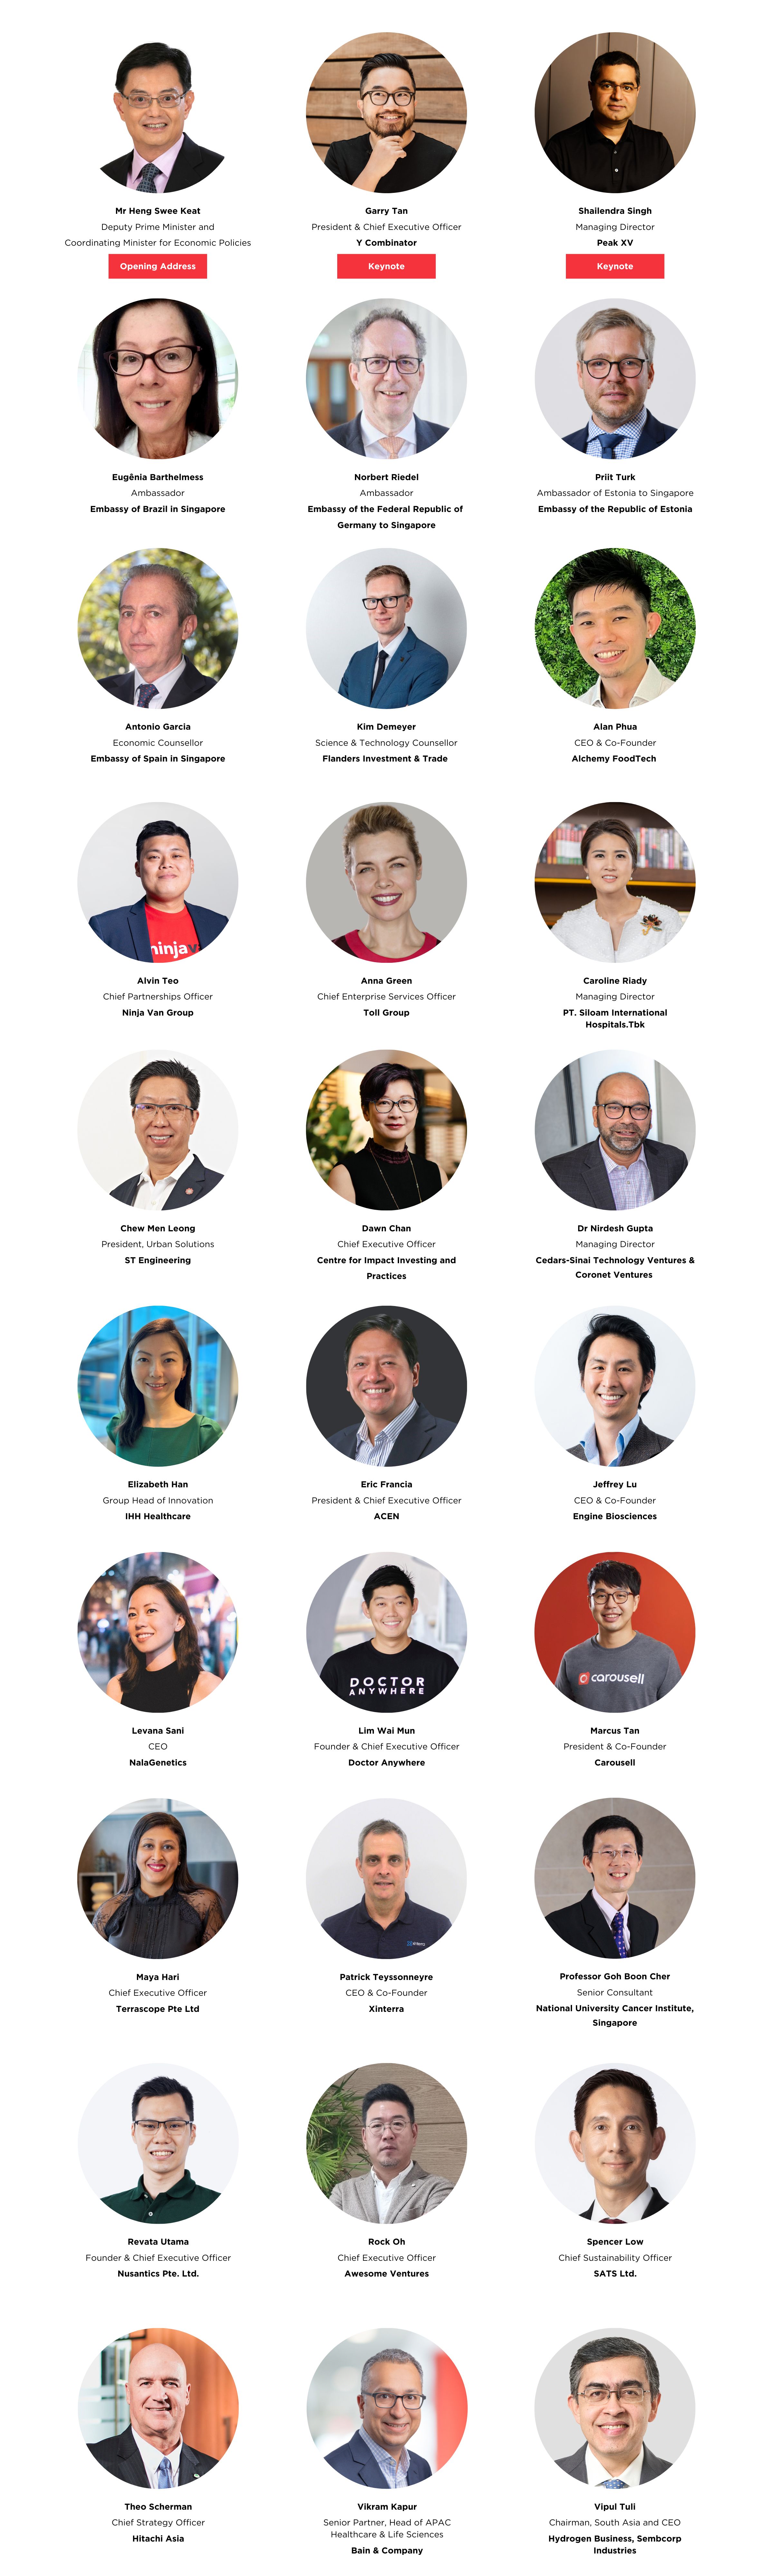 Mr Heng Swee Keat
Deputy Prime Minister and
Coordinating Minister for Economic Policies
Opening Address
Garry Tan
President & Chief Executive Officer
Y Combinator
Keynote
Shailendra Singh
Managing Director
Peak XV
Keynote
Eugênia Barthelmess
Ambassador
Embassy of Brazil in Singapore
Norbert Riedel
Ambassador
Embassy of the Federal Republic of
Germany to Singapore
Priit Turk
Ambassador of Estonia to Singapore
Embassy of the Republic of Estonia
Antonio Garcia
Economic Counsellor
Embassy of Spain in Singapore
Kim Demeyer
Science & Technology Counsellor
Flanders Investment & Trade
Alan Phua
CEO & Co-Founder
Alchemy FoodTech
ninjav
Alvin Teo
Chief Partnerships Officer
Ninja Van Group
Anna Green
Chief Enterprise Services Officer
Toll Group
Caroline Riady
Managing Director
PT. Siloam International
Hospitals.Tbk
Chew Men Leong
President, Urban Solutions
ST Engineering
Dawn Chan
Chief Executive Officer
Centre for Impact Investing and
Practices
Dr Nirdesh Gupta
Managing Director
Cedars-Sinai Technology Ventures &
Coronet Ventures
Elizabeth Han
Group Head of Innovation
IHH Healthcare
Eric Francia
President & Chief Executive Officer
ACEN
Jeffrey Lu
CEO & Co-Founder
Engine Biosciences
Levana Sani
CEO
NalaGenetics
DOCTOR
ANYWHERE
Lim Wai Mun
Founder & Chief Executive Officer
Doctor Anywhere
carousell
Marcus Tan
President & Co-Founder
Carousell
Maya Hari
Chief Executive Officer
Terrascope Pte Ltd
Patrick Teyssonneyre
CEO & Co-Founder
Xinterra
Professor Goh Boon Cher
Senior Consultant
National University Cancer Institute,
Singapore
Revata Utama
Founder & Chief Executive Officer
Nusantics Pte. Ltd.
Rock Oh
Chief Executive Officer
Awesome Ventures
Spencer Low
Chief Sustainability Officer
SATS Ltd.
Theo Scherman
Chief Strategy Officer
Hitachi Asia
Vikram Kapur
Senior Partner, Head of APAC
Healthcare & Life Sciences
Bain & Company
Vipul Tuli
Chairman, South Asia and CEO
Hydrogen Business, Sembcorp
Industries